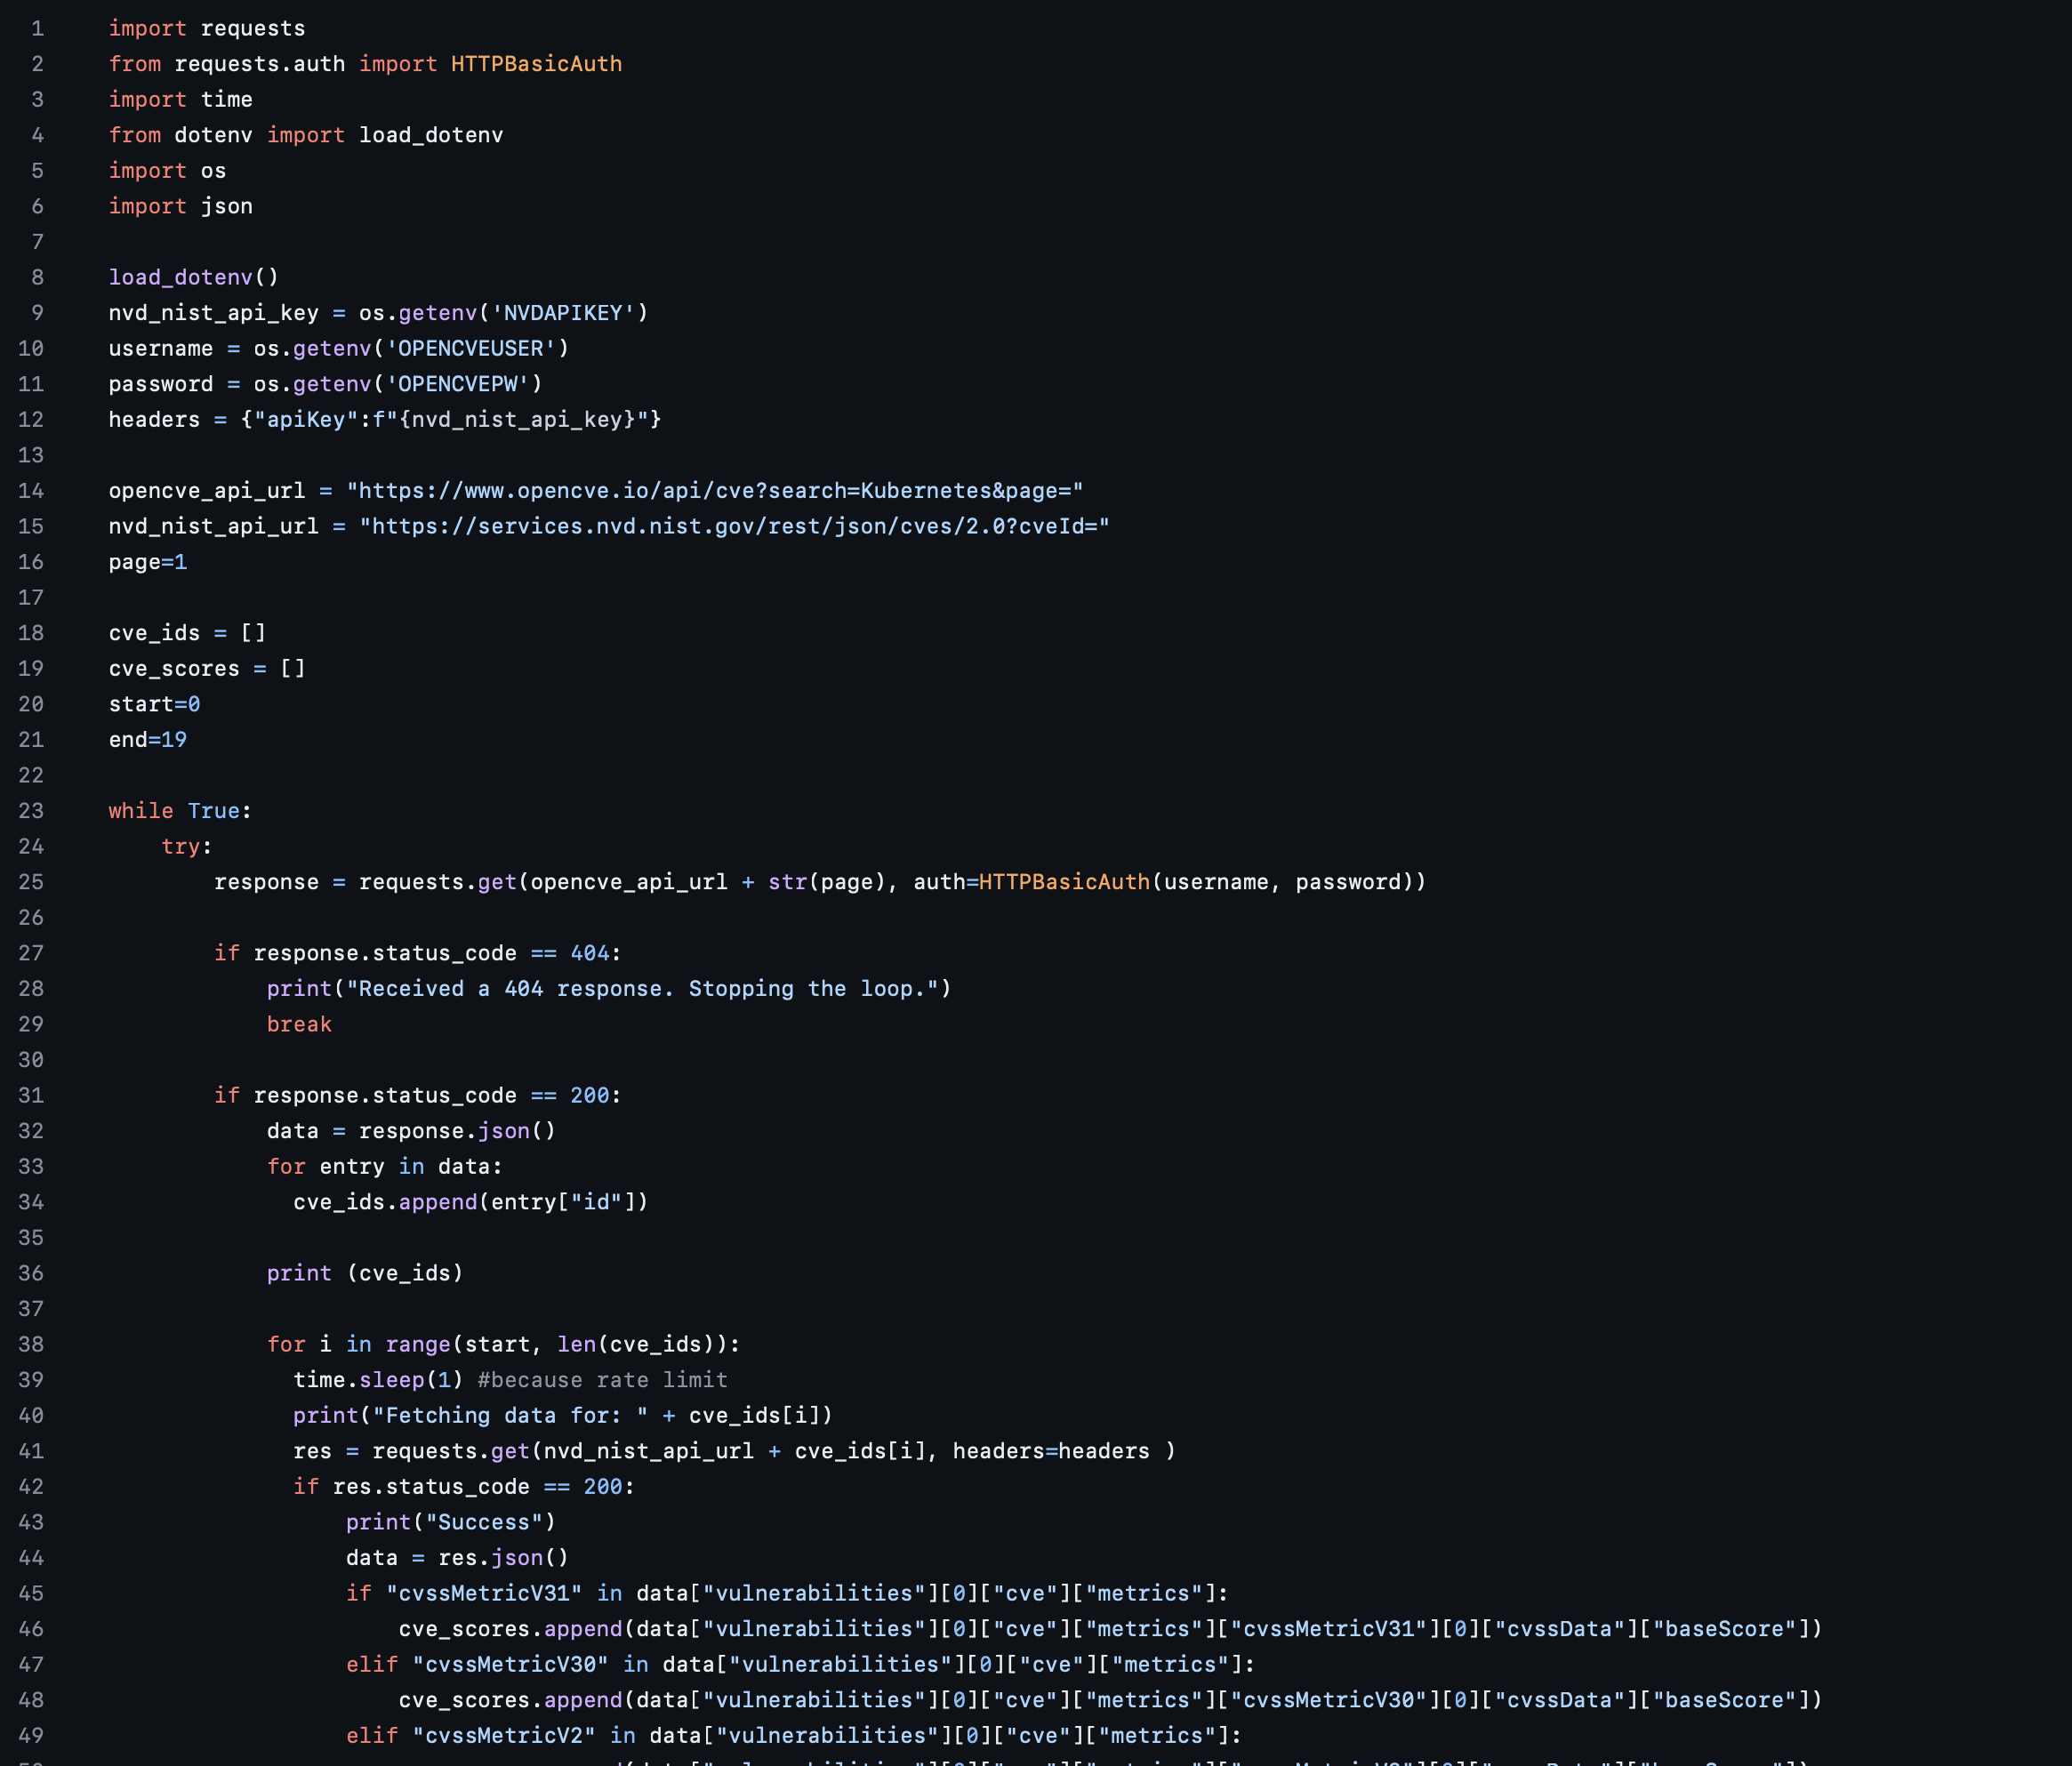 1 import requests
2 from requests.auth import HTTPBasicAuth
3 import time
4 from dotenv import load_dotenv
5 import os
6 import json
7
8 load_dotenv()
9 nvd_nist_api_key = os.getenv('NVDAPIKEY')
10 username = os.getenv('OPENCVEUSER')
11 password = os.getenv('OPENCVEPW')
12 headers = {"apiKey":f"{nvd_nist_api_key}"}
13
14 opencve_api_url = "https://www.opencve.io/api/cve?search=Kubernetes&page="
15 nvd_nist_api_url = "https://services.nvd.nist.gov/rest/json/cves/2.0?cveId="
16 page=1
17
18 cve_ids = []
19 cve_scores = []
20 start=0
21 end=19
22
23 while True:
24     try:
25         response = requests.get(opencve_api_url + str(page), auth=HTTPBasicAuth(username, password))
26
27         if response.status_code == 404:
28             print("Received a 404 response. Stopping the loop.")
29             break
30
31         if response.status_code == 200:
32             data = response.json()
33             for entry in data:
34               cve_ids.append(entry["id"])
35
36             print (cve_ids)
37
38             for i in range(start, len(cve_ids)):
39               time.sleep(1) #because rate limit
40               print("Fetching data for: " + cve_ids[i])
41               res = requests.get(nvd_nist_api_url + cve_ids[i], headers=headers )
42               if res.status_code == 200:
43                   print("Success")
44                   data = res.json()
45                   if "cvssMetricV31" in data["vulnerabilities"][0]["cve"]["metrics"]:
46                       cve_scores.append(data["vulnerabilities"][0]["cve"]["metrics"]["cvssMetricV31"][0]["cvssData"]["baseScore"])
47                   elif "cvssMetricV30" in data["vulnerabilities"][0]["cve"]["metrics"]:
48                       cve_scores.append(data["vulnerabilities"][0]["cve"]["metrics"]["cvssMetricV30"][0]["cvssData"]["baseScore"])
49                   elif "cvssMetricV2" in data["vulnerabilities"][0]["cve"]["metrics"]: